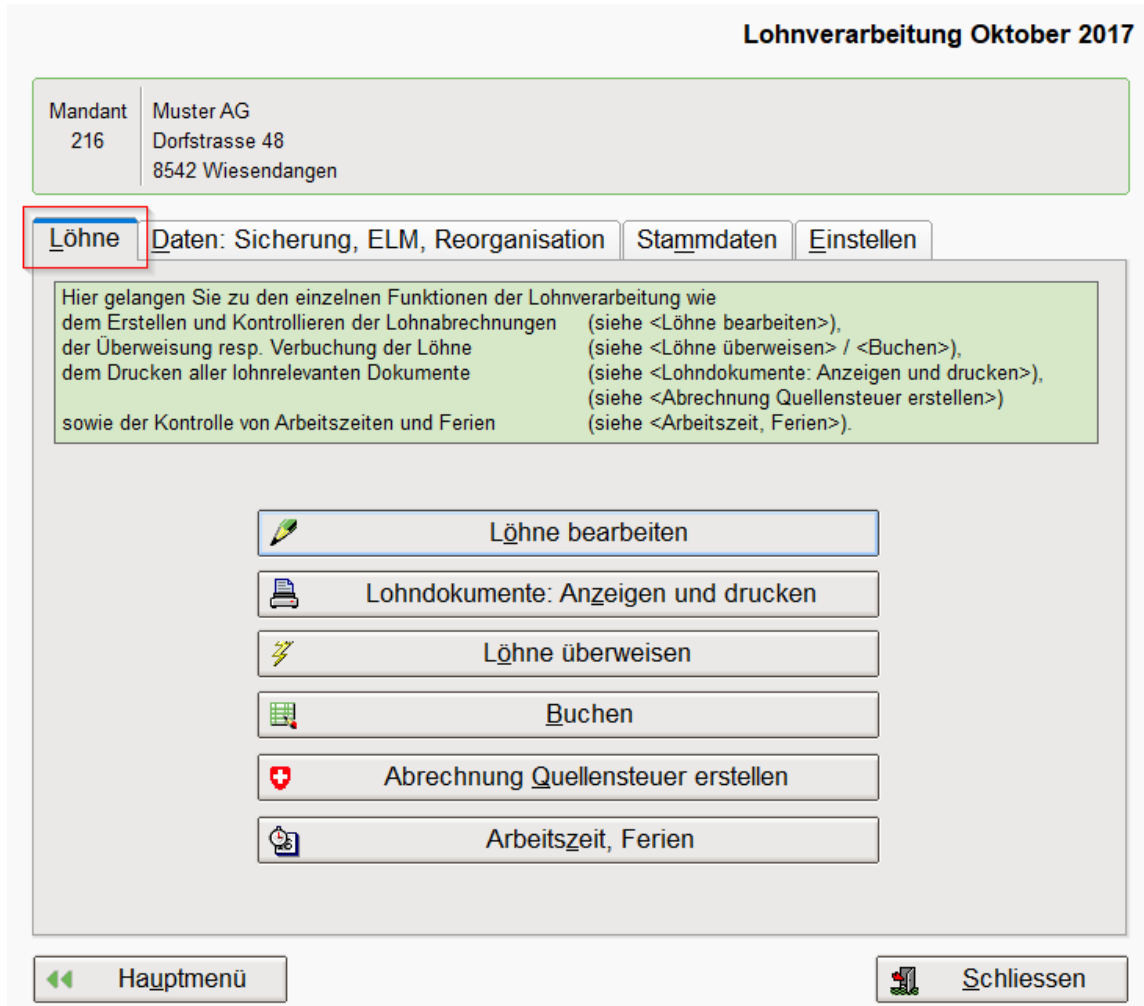 Lohnverarbeitung Oktober 2017
Mandant
216
Muster AG
Dorfstrasse 48
8542 Wiesendangen
Löhne
Daten: Sicherung, ELM, Reorganisation
Stammdaten
Einstellen
Hier gelangen Sie zu den einzelnen Funktionen der Lohnverarbeitung wie
dem Erstellen und Kontrollieren der Lohnabrechnungen (siehe <Löhne bearbeiten>),
der Überweisung resp. Verbuchung der Löhne (siehe <Löhne überweisen> / <Buchen>),
dem Drucken aller lohnrelevanten Dokumente (siehe <Lohndokumente: Anzeigen und drucken>),
(siehe <Abrechnung Quellensteuer erstellen>)
sowie der Kontrolle von Arbeitszeiten und Ferien (siehe <Arbeitszeit, Ferien>).
Löhne bearbeiten
Lohndokumente: Anzeigen und drucken
Löhne überweisen
Buchen
Abrechnung Quellensteuer erstellen
Arbeitszeit, Ferien
Hauptmenü
Schliessen